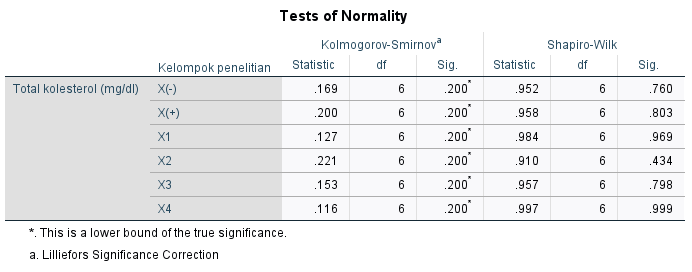 Tests of Normality
Kolmogorov-Smirnov a Shapiro-Wilk
Kelompok penelitian Statistic df Sig. Statistic df Sig.
Total kolesterol (mg/dl) X(-) .169 6 .200* .952 6 .760
X(+) .200 6 .200* .958 6 .803
X1 .127 6 .200* .984 6 .969
X2 .221 6 .200* .910 6 .434
X3 .153 6 .200* .957 6 .798
X4 .116 6 .200* .997 6 .999
*. This is a lower bound of the true significance.
a. Lilliefors Significance Correction